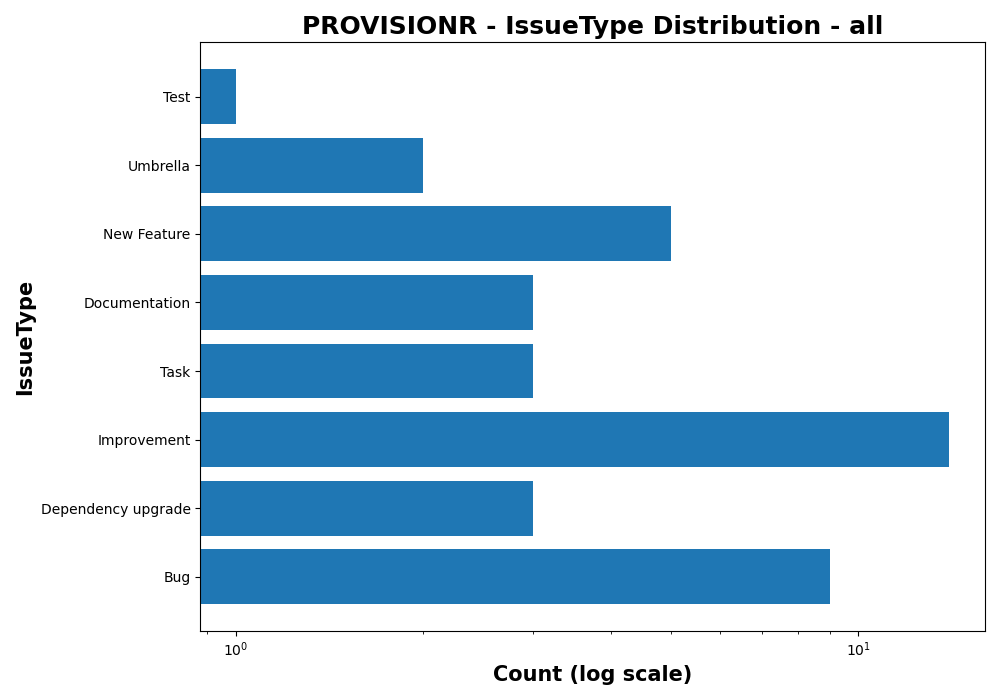 PROVISIONR - IssueType Distribution - all
Test
Umbrella
New Feature
Documentation
Task
Improvement
Dependency upgrade
Bug
IssueType
10⁰
10¹
Count (log scale)